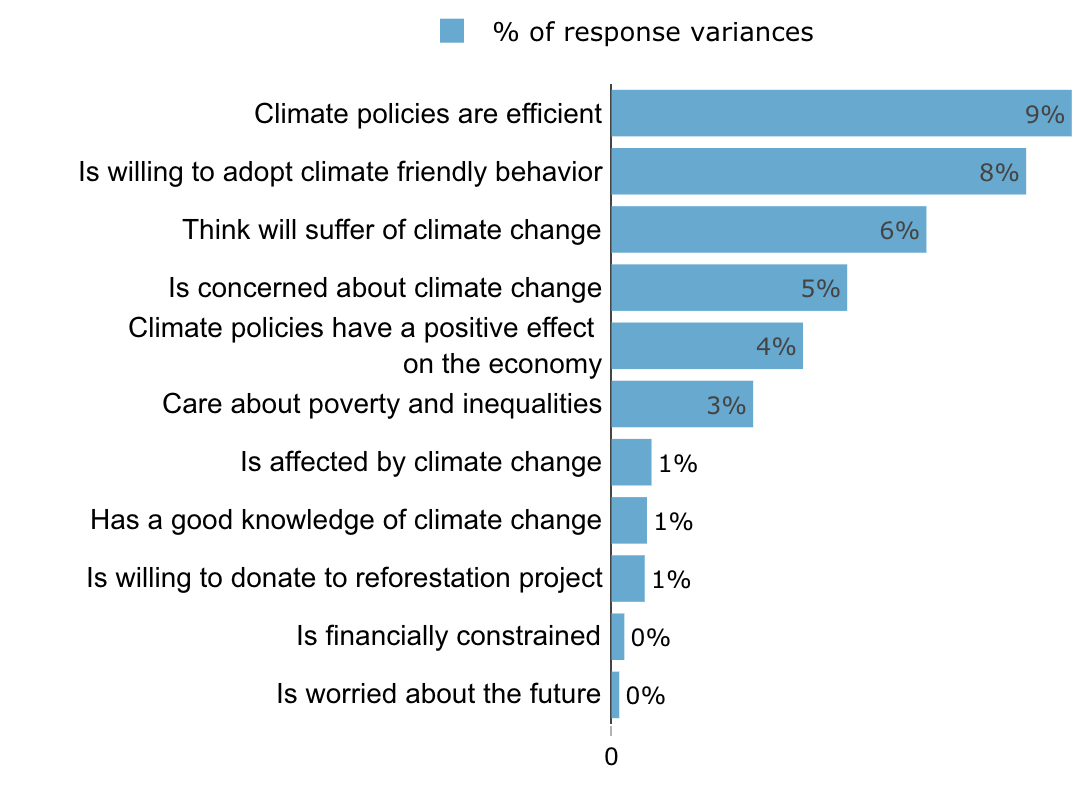 % of response variances
Climate policies are efficient 9%
Is willing to adopt climate friendly behavior 8%
Think will suffer of climate change 6%
Is concerned about climate change 5%
Climate policies have a positive effect
on the economy 4%
Care about poverty and inequalities 3%
Is affected by climate change 1%
Has a good knowledge of climate change 1%
Is willing to donate to reforestation project 1%
Is financially constrained 0%
Is worried about the future 0%
0